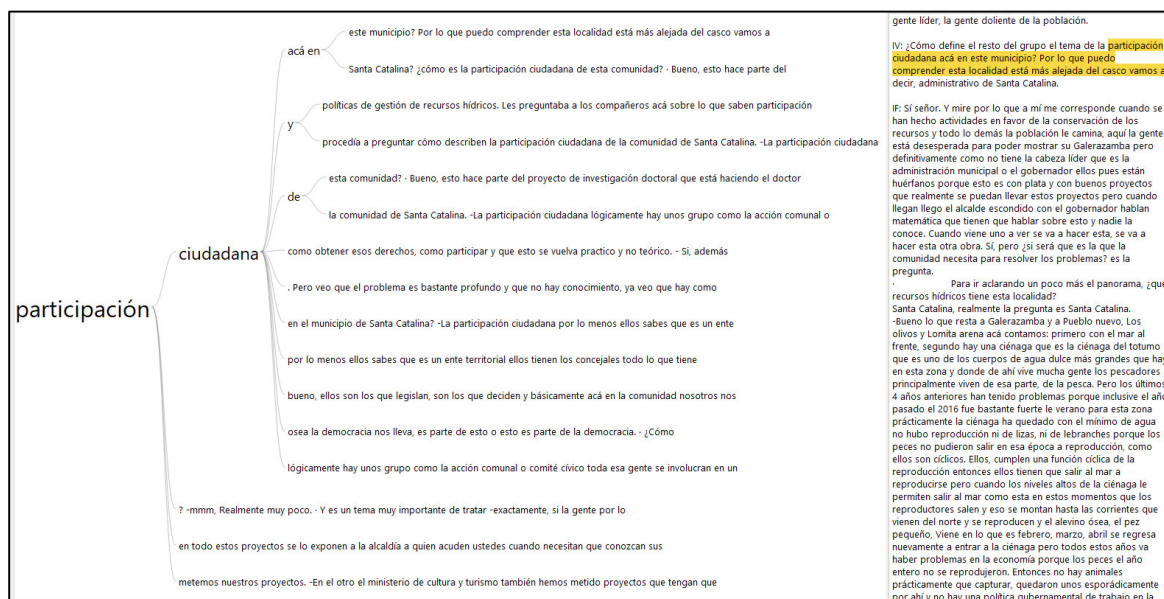 participación
ciudadana
acá en
este municipio? Por lo que puedo comprender esta localidad está más alejada del casco vamos a
Santa Catalina? ¿cómo es la participación ciudadana de esta comunidad? · Bueno, esto hace parte del
y
políticas de gestión de recursos hídricos. Les preguntaba a los compañeros acá sobre lo que saben participación
procedía a preguntar cómo describen la participación ciudadana de la comunidad de Santa Catalina. -La participación ciudadana
de
esta comunidad? · Bueno, esto hace parte del proyecto de investigación doctoral que está haciendo el doctor
la comunidad de Santa Catalina. -La participación ciudadana lógicamente hay unos grupo como la acción comunal o
como obtener esos derechos, como participar y que esto se vuelva practico y no teórico. - Si, además
. Pero veo que el problema es bastante profundo y que no hay conocimiento, ya veo que hay como
en el municipio de Santa Catalina? -La participación ciudadana por lo menos ellos sabes que es un ente
por lo menos ellos sabes que es un ente territorial ellos tienen los concejales todo lo que tiene
bueno, ellos son los que legislan, son los que deciden y básicamente acá en la comunidad nosotros nos
osea la democracia nos lleva, es parte de esto o esto es parte de la democracia. · ¿Cómo
lógicamente hay unos grupo como la acción comunal o comité cívico toda esa gente se involucran en un
? -mmm, Realmente muy poco. · Y es un tema muy importante de tratar -exactamente, si la gente por lo
en todo estos proyectos se lo exponen a la alcaldía a quien acuden ustedes cuando necesitan que conozcan sus
metemos nuestros proyectos. -En el otro el ministerio de cultura y turismo también hemos metido proyectos que tengan que
gente líder, la gente doliente de la población.
IV: ¿Cómo define el resto del grupo el tema de la participación
ciudadana acá en este municipio? Por lo que puedo
comprender esta localidad está más alejada del casco vamos a
decir, administrativo de Santa Catalina.
IF: Sí señor. Y mire por lo que a mí me corresponde cuando se
han hecho actividades en favor de la conservación de los
recursos y todo lo demás la población le camina, aquí la gente
está desesperada para poder mostrar su Galerazamba pero
definitivamente como no tiene la cabeza líder que es la
administración municipal o el gobernador ellos pues están
huérfanos porque esto es con plata y con buenos proyectos
que realmente se puedan llevar estos proyectos pero cuando
llegan llego el alcalde escondido con el gobernador hablan
matemática que tienen que hablar sobre esto y nadie la
conoce. Cuando viene uno a ver se va a hacer esta, se va a
hacer esta otra obra. Sí, pero ¿si será que es la que la
comunidad necesita para resolver los problemas? es la
pregunta.
· Para ir aclarando un poco más el panorama, ¿que
recursos hídricos tiene esta localidad?
Santa Catalina, realmente la pregunta es Santa Catalina.
-Bueno lo que resta a Galerazamba y a Pueblo nuevo, Los
olivos y Lomita arena acá contamos: primero con el mar al
frente, segundo hay una ciénaga que es la ciénaga del totumo
que es uno de los cuerpos de agua dulce más grandes que hay
en esta zona y donde de ahí vive mucha gente los pescadores
principalmente viven de esa parte, de la pesca. Pero los últimos
4 años anteriores han tenido problemas porque inclusive el año
pasado el 2016 fue bastante fuerte le verano para esta zona
prácticamente la ciénaga ha quedado con el mínimo de agua
no hubo reproducción ni de lizas, ni de lebranches porque los
peces no pudieron salir en esa época a reproducción, como
ellos son cíclicos. Ellos, cumplen una función cíclica de la
reproducción entonces ellos tienen que salir al mar a
reproducirse pero cuando los niveles altos de la ciénaga le
permiten salir al mar como esta en estos momentos que los
reproductores salen y eso se montan hasta las corrientes que
vienen del norte y se reproducen y el alevino ósea, el pez
pequeño, Viene en lo que es febrero, marzo, abril se regresa
nuevamente a entrar a la ciénaga pero todos estos años va
haber problemas en la economía porque los peces el año
entero no se reprodujeron. Entonces no hay animales
prácticamente que capturar, quedaron unos esporádicamente
por ahí y no hay una política gubernamental de trabajo en la